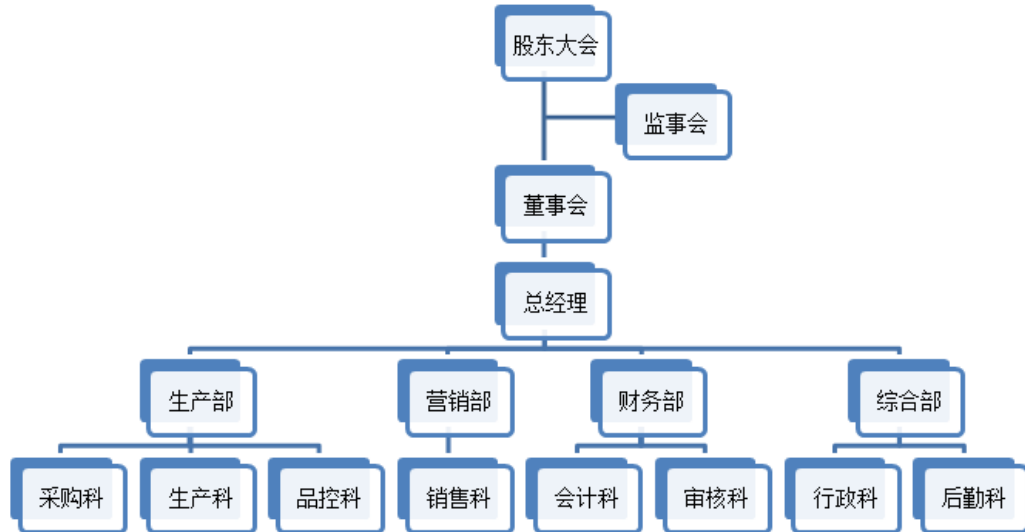 股东大会
监事会
董事会
总经理
生产部
营销部
财务部
综合部
采购科
生产科
品控科
销售科
会计科
审核科
行政科
后勤科